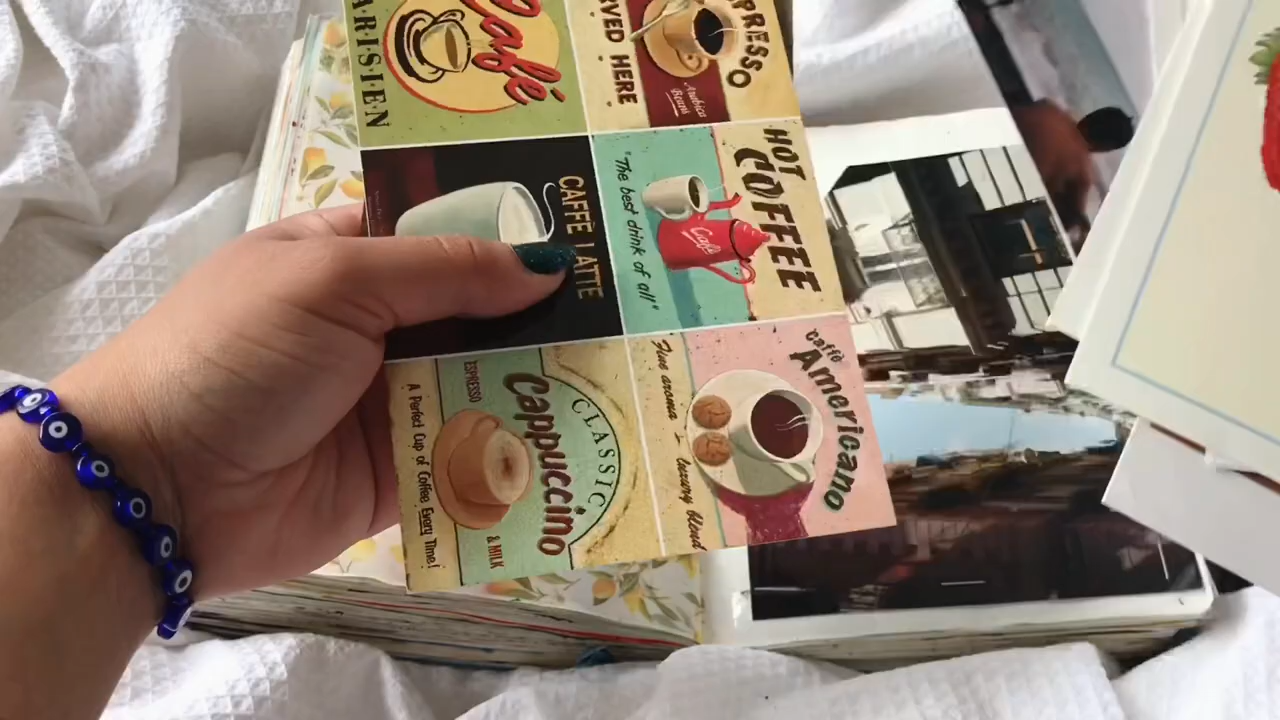 Café
PARISIEN
ESPRESSO
SERVED HERE
Arabica
Beans
CAFFÈ LATTE
HOT
COFFEE
"The best drink of all"
Café
CLASSIC
Cappuccino
ESPRESSO
& MILK
A Perfect Cup of Coffee Every Time!
Caffè
Americano
Fine aroma
luxury blend